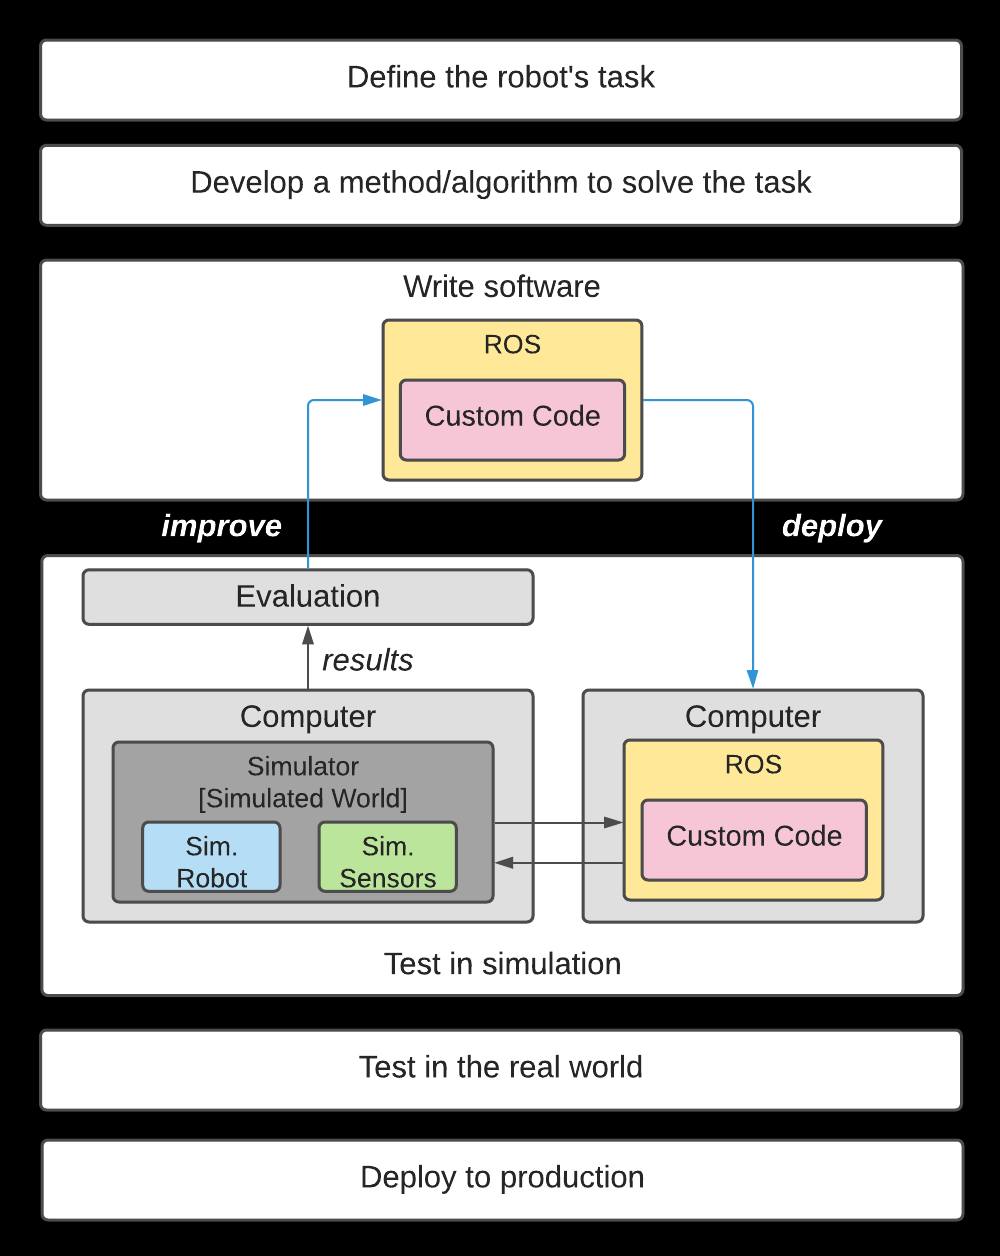 Define the robot's task
Develop a method/algorithm to solve the task
Write software
ROS
Custom Code
improve
deploy
Evaluation
results
Computer
Simulator
[Simulated World]
Sim.
Robot
Sim.
Sensors
Computer
ROS
Custom Code
Test in simulation
Test in the real world
Deploy to production